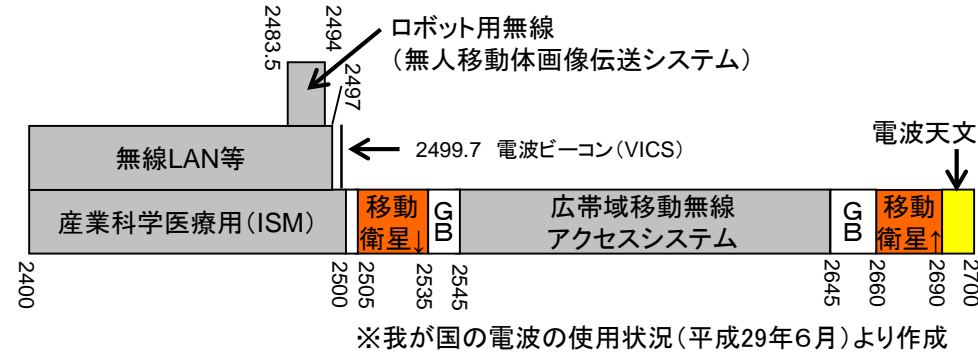 2483.5
2494
2497
ロボット用無線
（無人移動体画像伝送システム）
無線LAN等
2499.7 電波ビーコン（VICS）
電波天文
産業科学医療用（ISM）
移動
衛星↓
GB
広帯域移動無線
アクセスシステム
GB
移動
衛星↑
2400
2500
2505
2535
2545
2645
2660
2690
2700
※我が国の電波の使用状況（平成29年6月）より作成